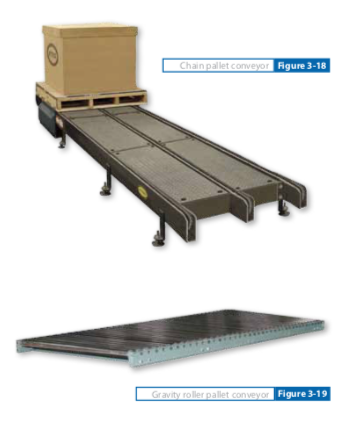 Chain pallet conveyor Figure 3-18
Gravity roller pallet conveyor Figure 3-19